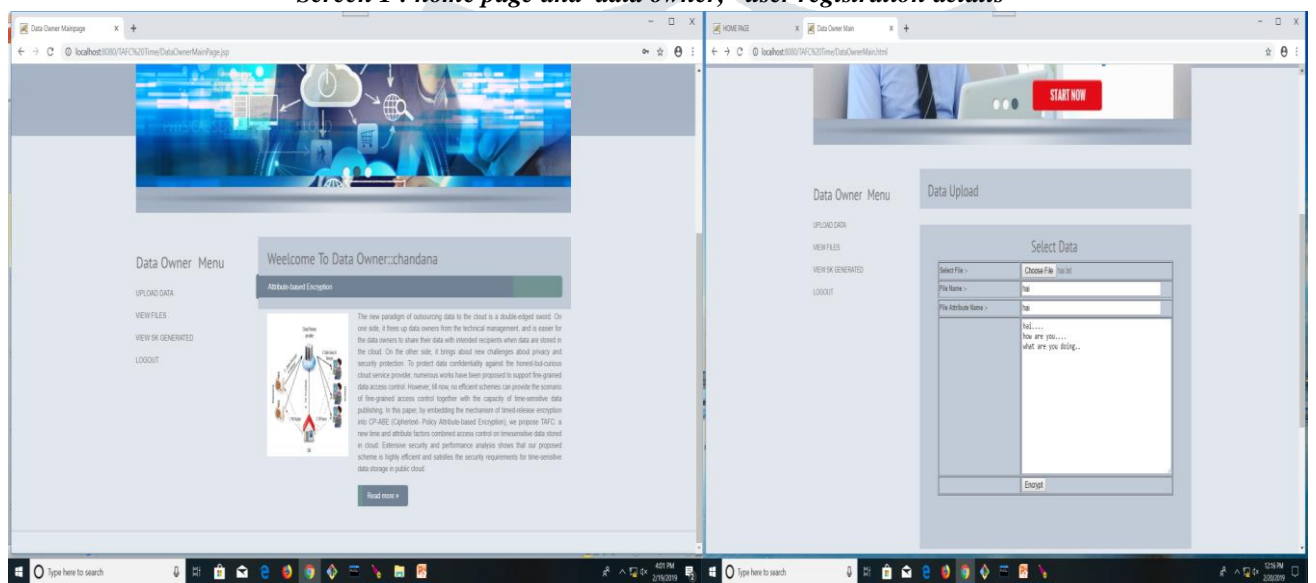 Screen 1 : home page and data owner, user registration details
Data Owner Mainpage
localhost:8080/TAFC%20Time/DataOwnerMainPage.jsp
Data Owner Menu
UPLOAD DATA
VIEW FILES
VIEW SK GENERATED
LOGOUT
Weelcome To Data Owner::chandana
Attribute-based Encryption
The new paradigm of outsourcing data to the cloud is a double-edged sword. On
one side, it frees up data owners from the technical management, and is easier for
the data owners to share their data with intended recipients when data are stored in
the cloud. On the other side, it brings about new challenges about privacy and
security protection. To protect data confidentiality against the honest-but-curious
cloud service provider, numerous works have been proposed to support fine-grained
data access control. However, till now, no efficient schemes can provide the scenario
of fine-grained access control together with the capacity of time-sensitive data
publishing. In this paper, by embedding the mechanism of timed-release encryption
into CP-ABE (Ciphertext- Policy Attribute-based Encryption), we propose TAFC: a
new time and attribute factors combined access control on timesensitive data stored
in cloud. Extensive security and performance analysis shows that our proposed
scheme is highly efficient and satisfies the security requirements for time-sensitive
data storage in public cloud.
Read more »
Type here to search
4:01 PM
2/19/2019
HOME PAGE
Data Owner Main
localhost:8080/TAFC%20Time/DataOwnerMain.html
START NOW
Data Owner Menu
UPLOAD DATA
VIEW FILES
VIEW SK GENERATED
LOGOUT
Data Upload
Select Data
Select File :-
Choose File hai.txt
File Name :-
hai
File Attribute Name :-
hai
hai....
how are you....
what are you doing..
Encrypt
Type here to search
12:16 PM
2/20/2019